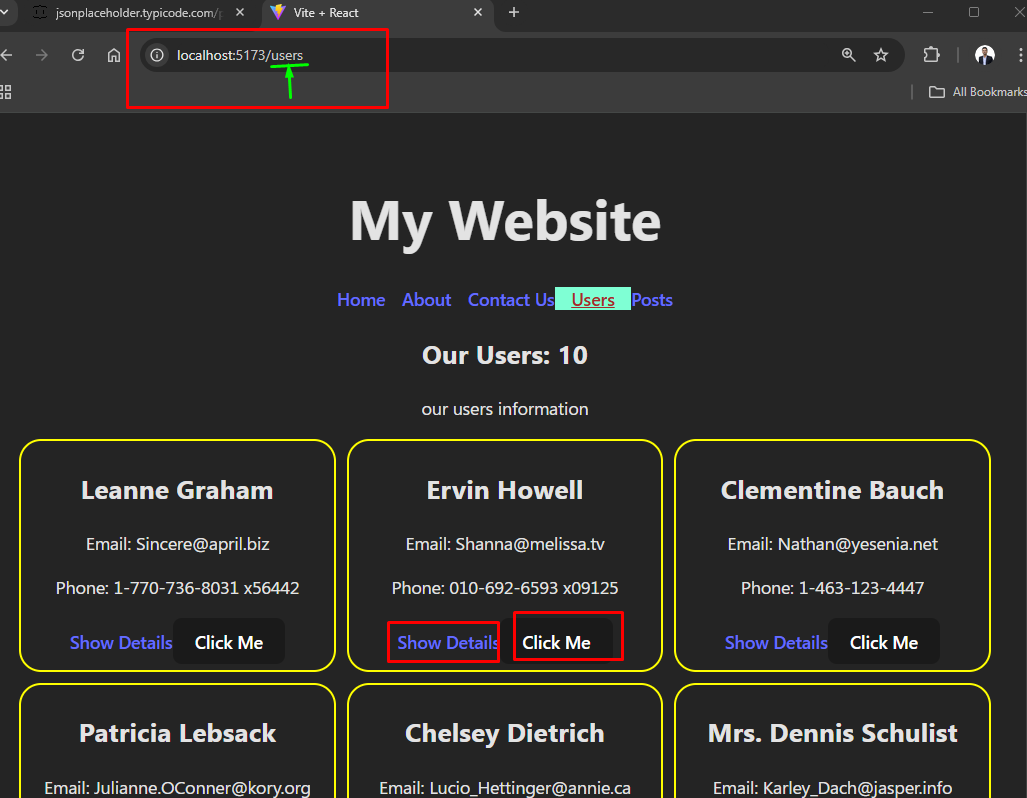 jsonplaceholder.typicode.com/
Vite + React
localhost:5173/users
All Bookmarks
My Website
Home About Contact Us Users Posts
Our Users: 10
our users information
Leanne Graham
Email: Sincere@april.biz
Phone: 1-770-736-8031 x56442
Show Details Click Me
Ervin Howell
Email: Shanna@melissa.tv
Phone: 010-692-6593 x09125
Show Details Click Me
Clementine Bauch
Email: Nathan@yesenia.net
Phone: 1-463-123-4447
Show Details Click Me
Patricia Lebsack
Email: Julianne.OConner@kory.org
Chelsey Dietrich
Email: Lucio_Hettinger@annie.ca
Mrs. Dennis Schulist
Email: Karley_Dach@jasper.info